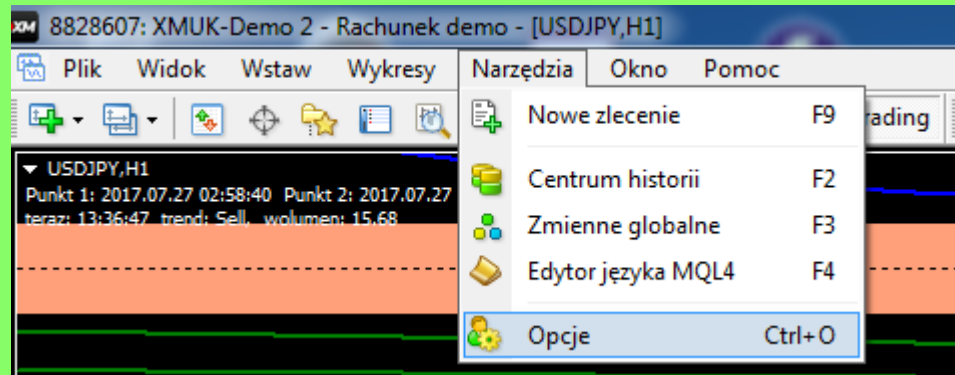 XM 8828607: XMUK-Demo 2 - Rachunek demo - [USDJPY,H1]
Plik Widok Wstaw Wykresy Narzędzia Okno Pomoc
rading
Nowe zlecenie F9
Centrum historii F2
Zmienne globalne F3
Edytor języka MQL4 F4
Opcje Ctrl+O
USDJPY,H1
Punkt 1: 2017.07.27 02:58:40 Punkt 2: 2017.07.27
teraz: 13:36:47 trend: Sell, wolumen: 15.68